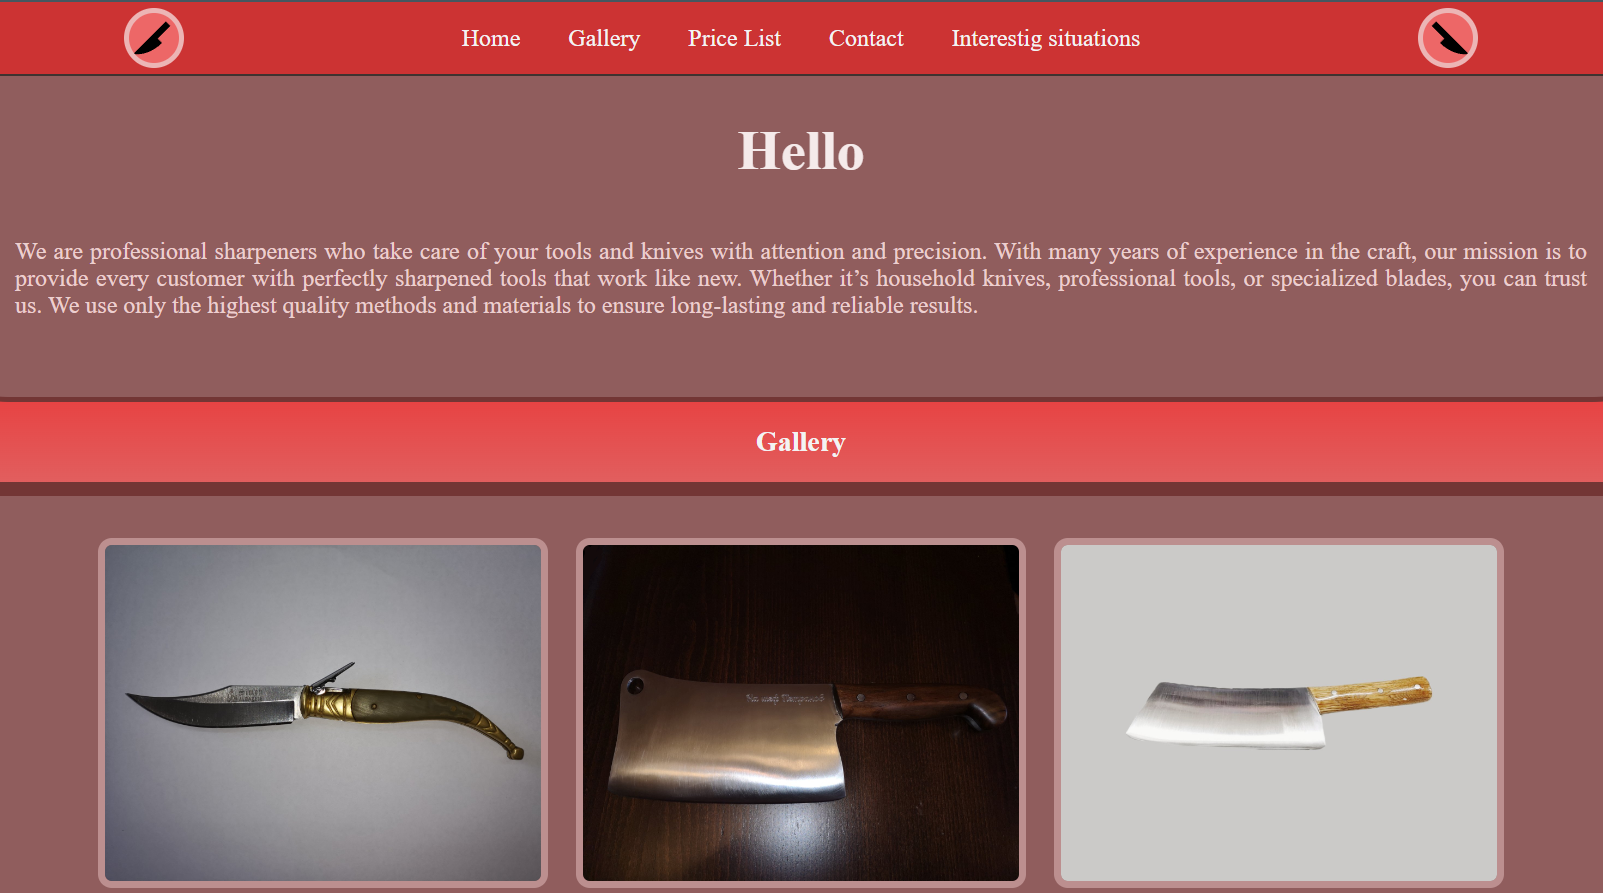 Home Gallery Price List Contact Interestig situations
Hello
We are professional sharpeners who take care of your tools and knives with attention and precision. With many years of experience in the craft, our mission is to
provide every customer with perfectly sharpened tools that work like new. Whether it’s household knives, professional tools, or specialized blades, you can trust
us. We use only the highest quality methods and materials to ensure long-lasting and reliable results.
Gallery